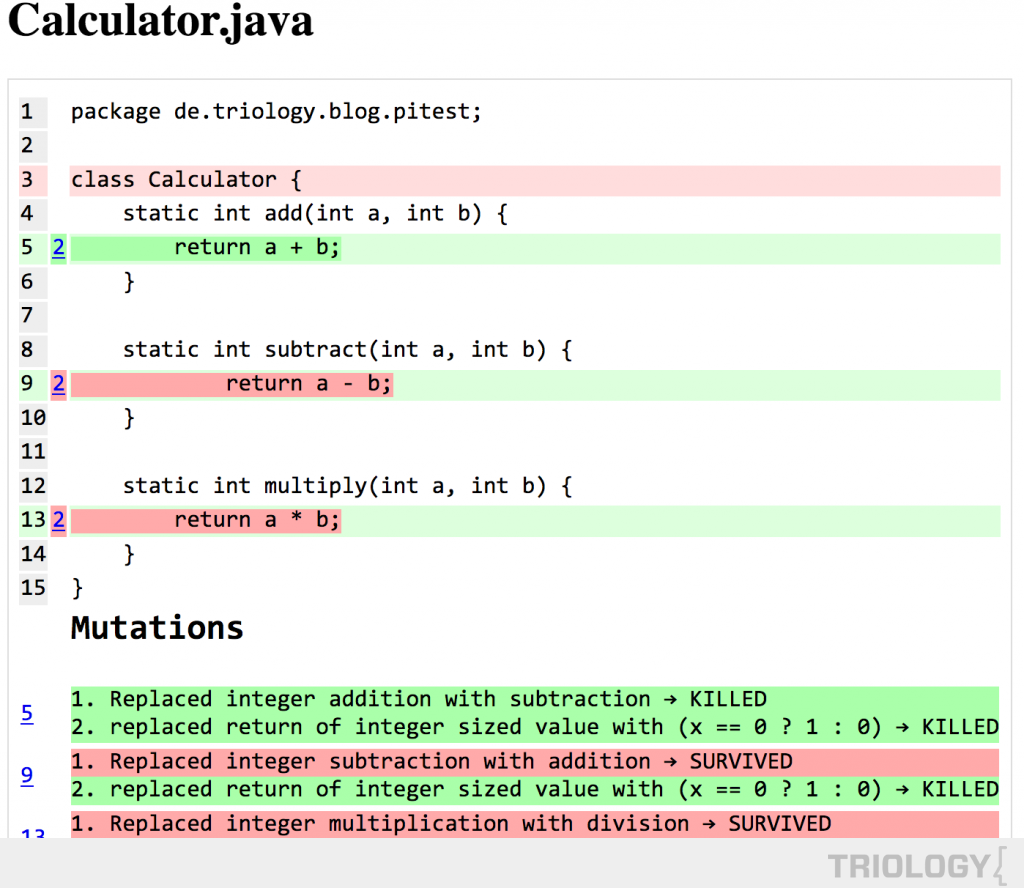 Calculator.java
1 package de.triology.blog.pitest;
2
3 class Calculator {
4 static int add(int a, int b) {
5 2 return a + b;
6 }
7
8 static int subtract(int a, int b) {
9 2 return a - b;
10 }
11
12 static int multiply(int a, int b) {
13 2 return a * b;
14 }
15 }
Mutations
5 1. Replaced integer addition with subtraction → KILLED
2. replaced return of integer sized value with (x == 0 ? 1 : 0) → KILLED
9 1. Replaced integer subtraction with addition → SURVIVED
2. replaced return of integer sized value with (x == 0 ? 1 : 0) → KILLED
13 1. Replaced integer multiplication with division → SURVIVED
TRIOLOGY{